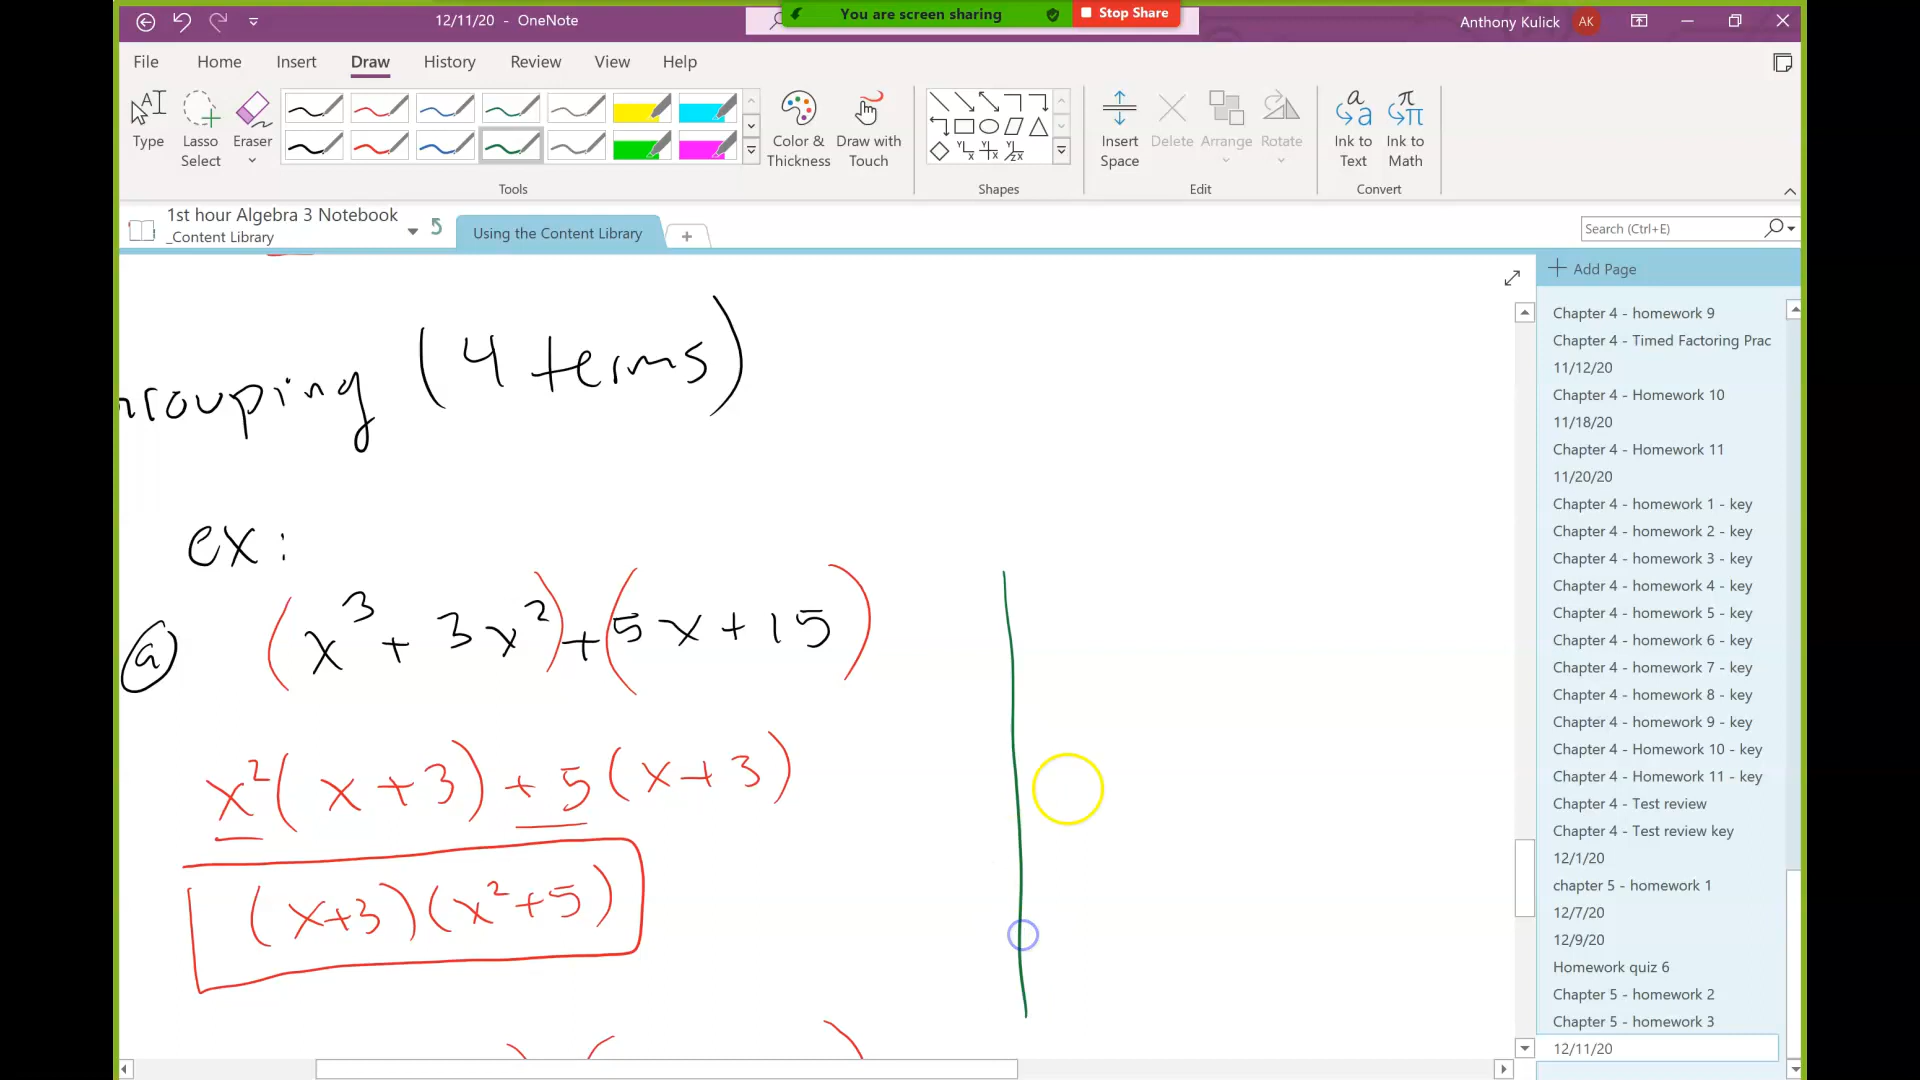 12/11/20 - OneNote
You are screen sharing
Stop Share
Anthony Kulick
AK
File Home Insert Draw History Review View Help
Type
Lasso Select
Eraser
Color & Thickness
Draw with Touch
Insert Space
Delete
Arrange
Rotate
Ink to Text
Ink to Math
Tools
Shapes
Edit
Convert
1st hour Algebra 3 Notebook
_Content Library
Using the Content Library
Search (Ctrl+E)
Add Page
rouping (4 terms)
ex:
(a) (x³ + 3x²) + (5x + 15)
x²(x + 3) + 5(x + 3)
(x+3)(x²+5)
Chapter 4 - homework 9
Chapter 4 - Timed Factoring Prac
11/12/20
Chapter 4 - Homework 10
11/18/20
Chapter 4 - Homework 11
11/20/20
Chapter 4 - homework 1 - key
Chapter 4 - homework 2 - key
Chapter 4 - homework 3 - key
Chapter 4 - homework 4 - key
Chapter 4 - homework 5 - key
Chapter 4 - homework 6 - key
Chapter 4 - homework 7 - key
Chapter 4 - homework 8 - key
Chapter 4 - homework 9 - key
Chapter 4 - Homework 10 - key
Chapter 4 - Homework 11 - key
Chapter 4 - Test review
Chapter 4 - Test review key
12/1/20
chapter 5 - homework 1
12/7/20
12/9/20
Homework quiz 6
Chapter 5 - homework 2
Chapter 5 - homework 3
12/11/20